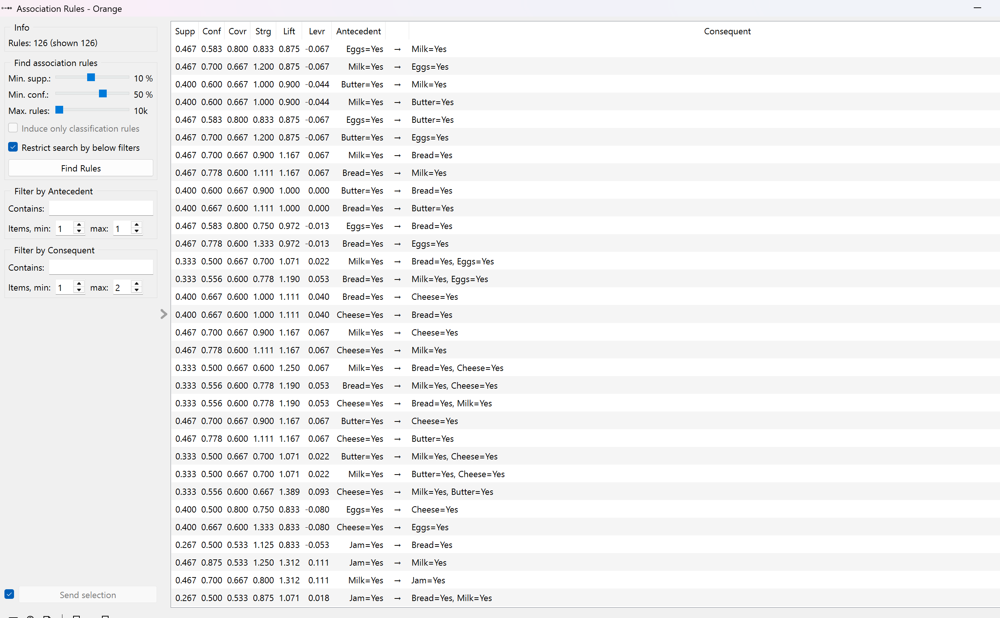 Association Rules - Orange
Info
Rules: 126 (shown 126)
Find association rules
Min. supp.: 10 %
Min. conf.: 50 %
Max. rules: 10k
Induce only classification rules
Restrict search by below filters
Find Rules
Filter by Antecedent
Contains:
Items, min: 1 max: 1
Filter by Consequent
Contains:
Items, min: 1 max: 2
Send selection
Supp Conf Covr Strg Lift Levr Antecedent Consequent
0.467 0.583 0.800 0.833 0.875 -0.067 Eggs=Yes → Milk=Yes
0.467 0.700 0.667 1.200 0.875 -0.067 Milk=Yes → Eggs=Yes
0.400 0.600 0.667 1.000 0.900 -0.044 Butter=Yes → Milk=Yes
0.400 0.600 0.667 1.000 0.900 -0.044 Milk=Yes → Butter=Yes
0.467 0.583 0.800 0.833 0.875 -0.067 Eggs=Yes → Butter=Yes
0.467 0.700 0.667 1.200 0.875 -0.067 Butter=Yes → Eggs=Yes
0.467 0.700 0.667 0.900 1.167 0.067 Milk=Yes → Bread=Yes
0.467 0.778 0.600 1.111 1.167 0.067 Bread=Yes → Milk=Yes
0.400 0.600 0.667 0.900 1.000 0.000 Butter=Yes → Bread=Yes
0.400 0.667 0.600 1.111 1.000 0.000 Bread=Yes → Butter=Yes
0.467 0.583 0.800 0.750 0.972 -0.013 Eggs=Yes → Bread=Yes
0.467 0.778 0.600 1.333 0.972 -0.013 Bread=Yes → Eggs=Yes
0.333 0.500 0.667 0.700 1.071 0.022 Milk=Yes → Bread=Yes, Eggs=Yes
0.333 0.556 0.600 0.778 1.190 0.053 Bread=Yes → Milk=Yes, Eggs=Yes
0.400 0.667 0.600 1.000 1.111 0.040 Bread=Yes → Cheese=Yes
0.400 0.667 0.600 1.000 1.111 0.040 Cheese=Yes → Bread=Yes
0.467 0.700 0.667 0.900 1.167 0.067 Milk=Yes → Cheese=Yes
0.467 0.778 0.600 1.111 1.167 0.067 Cheese=Yes → Milk=Yes
0.333 0.500 0.667 0.600 1.250 0.067 Milk=Yes → Bread=Yes, Cheese=Yes
0.333 0.556 0.600 0.778 1.190 0.053 Bread=Yes → Milk=Yes, Cheese=Yes
0.333 0.556 0.600 0.778 1.190 0.053 Cheese=Yes → Bread=Yes, Milk=Yes
0.467 0.700 0.667 0.900 1.167 0.067 Butter=Yes → Cheese=Yes
0.467 0.778 0.600 1.111 1.167 0.067 Cheese=Yes → Butter=Yes
0.333 0.500 0.667 0.700 1.071 0.022 Butter=Yes → Milk=Yes, Cheese=Yes
0.333 0.500 0.667 0.700 1.071 0.022 Milk=Yes → Butter=Yes, Cheese=Yes
0.333 0.556 0.600 0.667 1.389 0.093 Cheese=Yes → Milk=Yes, Butter=Yes
0.400 0.500 0.800 0.750 0.833 -0.080 Eggs=Yes → Cheese=Yes
0.400 0.667 0.600 1.333 0.833 -0.080 Cheese=Yes → Eggs=Yes
0.267 0.500 0.533 1.125 0.833 -0.053 Jam=Yes → Bread=Yes
0.467 0.875 0.533 1.250 1.312 0.111 Jam=Yes → Milk=Yes
0.467 0.700 0.667 0.800 1.312 0.111 Milk=Yes → Jam=Yes
0.267 0.500 0.533 0.875 1.071 0.018 Jam=Yes → Bread=Yes, Milk=Yes